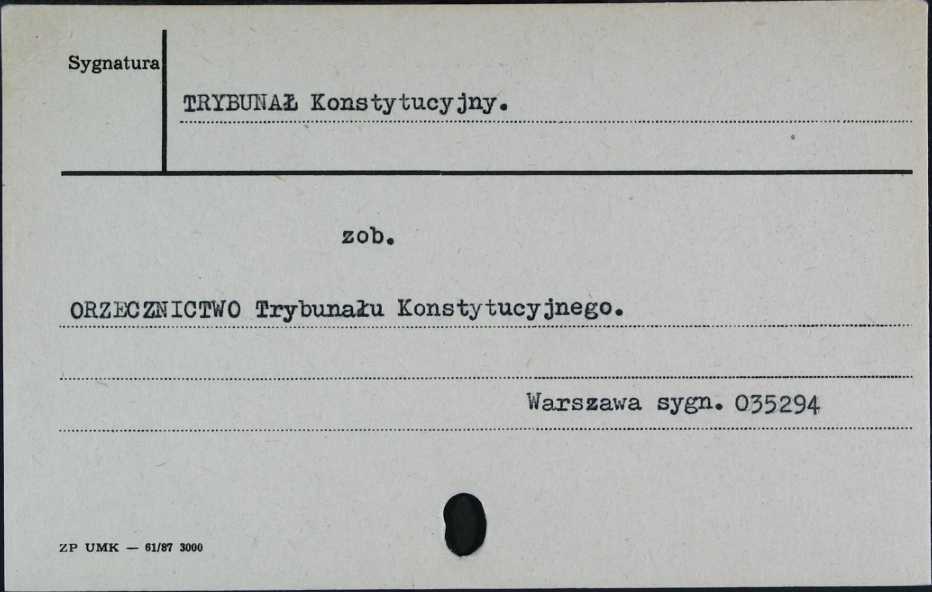 Sygnatura
TRYBUNAŁ Konstytucyjny.
zob.
ORZECZNICTWO Trybunału Konstytucyjnego.
Warszawa sygn. 035294
ZP UMK — 61/87 3000